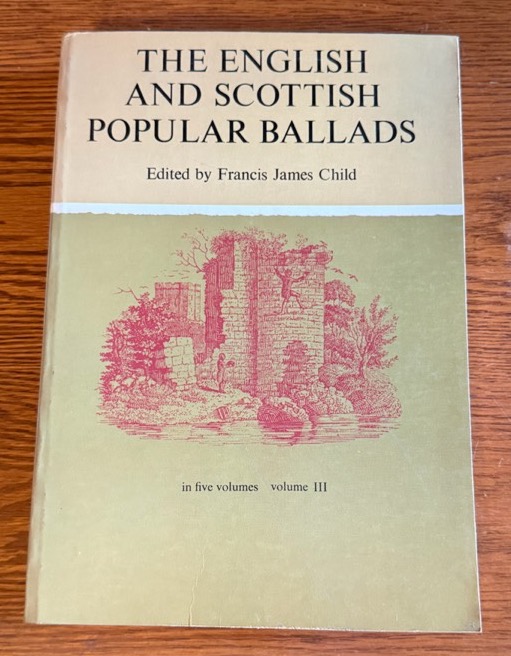 THE ENGLISH
AND SCOTTISH
POPULAR BALLADS
Edited by Francis James Child
in five volumes volume III